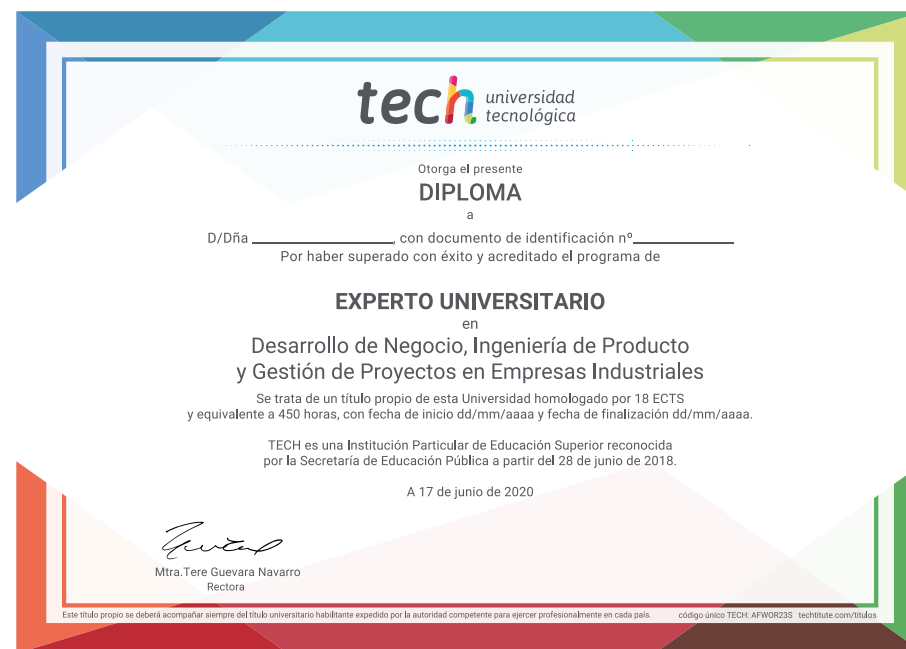 tech universidad
tecnológica
Otorga el presente
DIPLOMA
a
D/Dña ______________, con documento de identificación nº__________
Por haber superado con éxito y acreditado el programa de
EXPERTO UNIVERSITARIO
en
Desarrollo de Negocio, Ingeniería de Producto
y Gestión de Proyectos en Empresas Industriales
Se trata de un título propio de esta Universidad homologado por 18 ECTS
y equivalente a 450 horas, con fecha de inicio dd/mm/aaaa y fecha de finalización dd/mm/aaaa.
TECH es una Institución Particular de Educación Superior reconocida
por la Secretaría de Educación Pública a partir del 28 de junio de 2018.
A 17 de junio de 2020
Mtra.Tere Guevara Navarro
Rectora
Este título propio se deberá acompañar siempre del título universitario habilitante expedido por la autoridad competente para ejercer profesionalmente en cada país. código único TECH: AFWOR23S techtitute.com/titulos